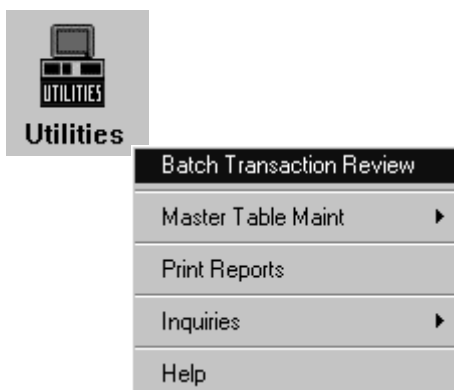 UTILITIES
Utilities
Batch Transaction Review
Master Table Maint
Print Reports
Inquiries
Help